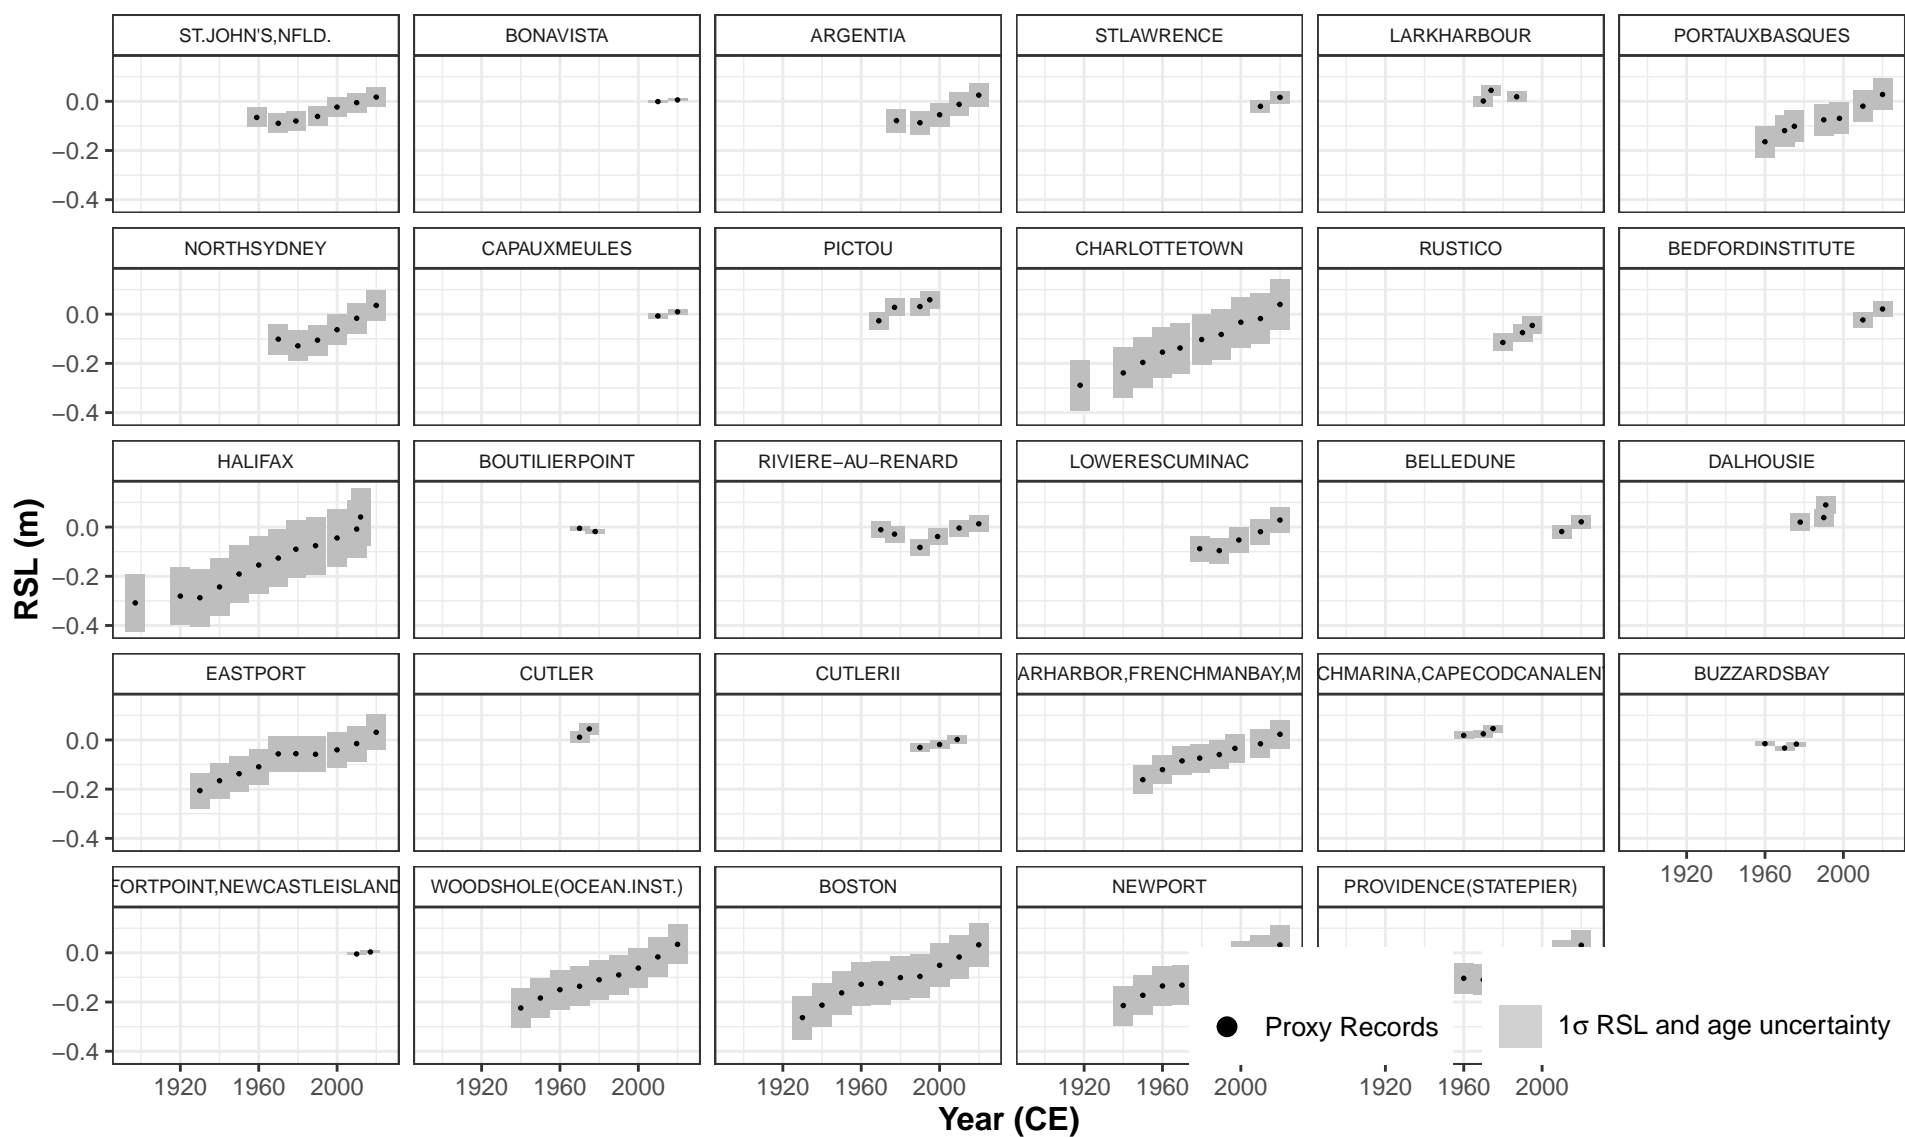 ST.JOHN'S,NFLD. BONAVISTA ARGENTIA STLAWRENCE LARKHARBOUR PORTAUXBASQUES
0.0
−0.2
−0.4
NORTHSYDNEY CAPAUXMEULES PICTOU CHARLOTTETOWN RUSTICO BEDFORDINSTITUTE
0.0
−0.2
−0.4
HALIFAX BOUTILIERPOINT RIVIERE−AU−RENARD LOWERESCUMINAC BELLEDUNE DALHOUSIE
0.0
−0.2
−0.4
RSL (m)
EASTPORT CUTLER CUTLERII ARHARBOR,FRENCHMANBAY,M CHMARINA,CAPECODCANALENT BUZZARDSBAY
0.0
−0.2
−0.4
1920 1960 2000
FORTPOINT,NEWCASTLEISLAND WOODSHOLE(OCEAN.INST.) BOSTON NEWPORT PROVIDENCE(STATEPIER)
0.0
−0.2
−0.4
Proxy Records 1σ RSL and age uncertainty
1920 1960 2000 1920 1960 2000 1920 1960 2000 1920 1960 2000 1920 1960 2000
Year (CE)